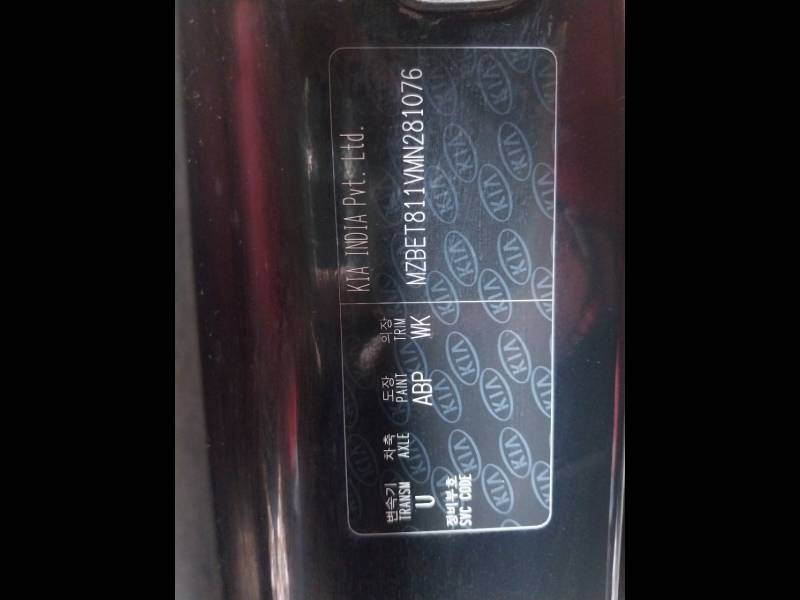 KIA INDIA Pvt. Ltd.
MZBET811VMN281076
변속기 차축 도장 의장
TRANSM AXLE PAINT TRIM
U ABP WK
정비부호
SVC CODE